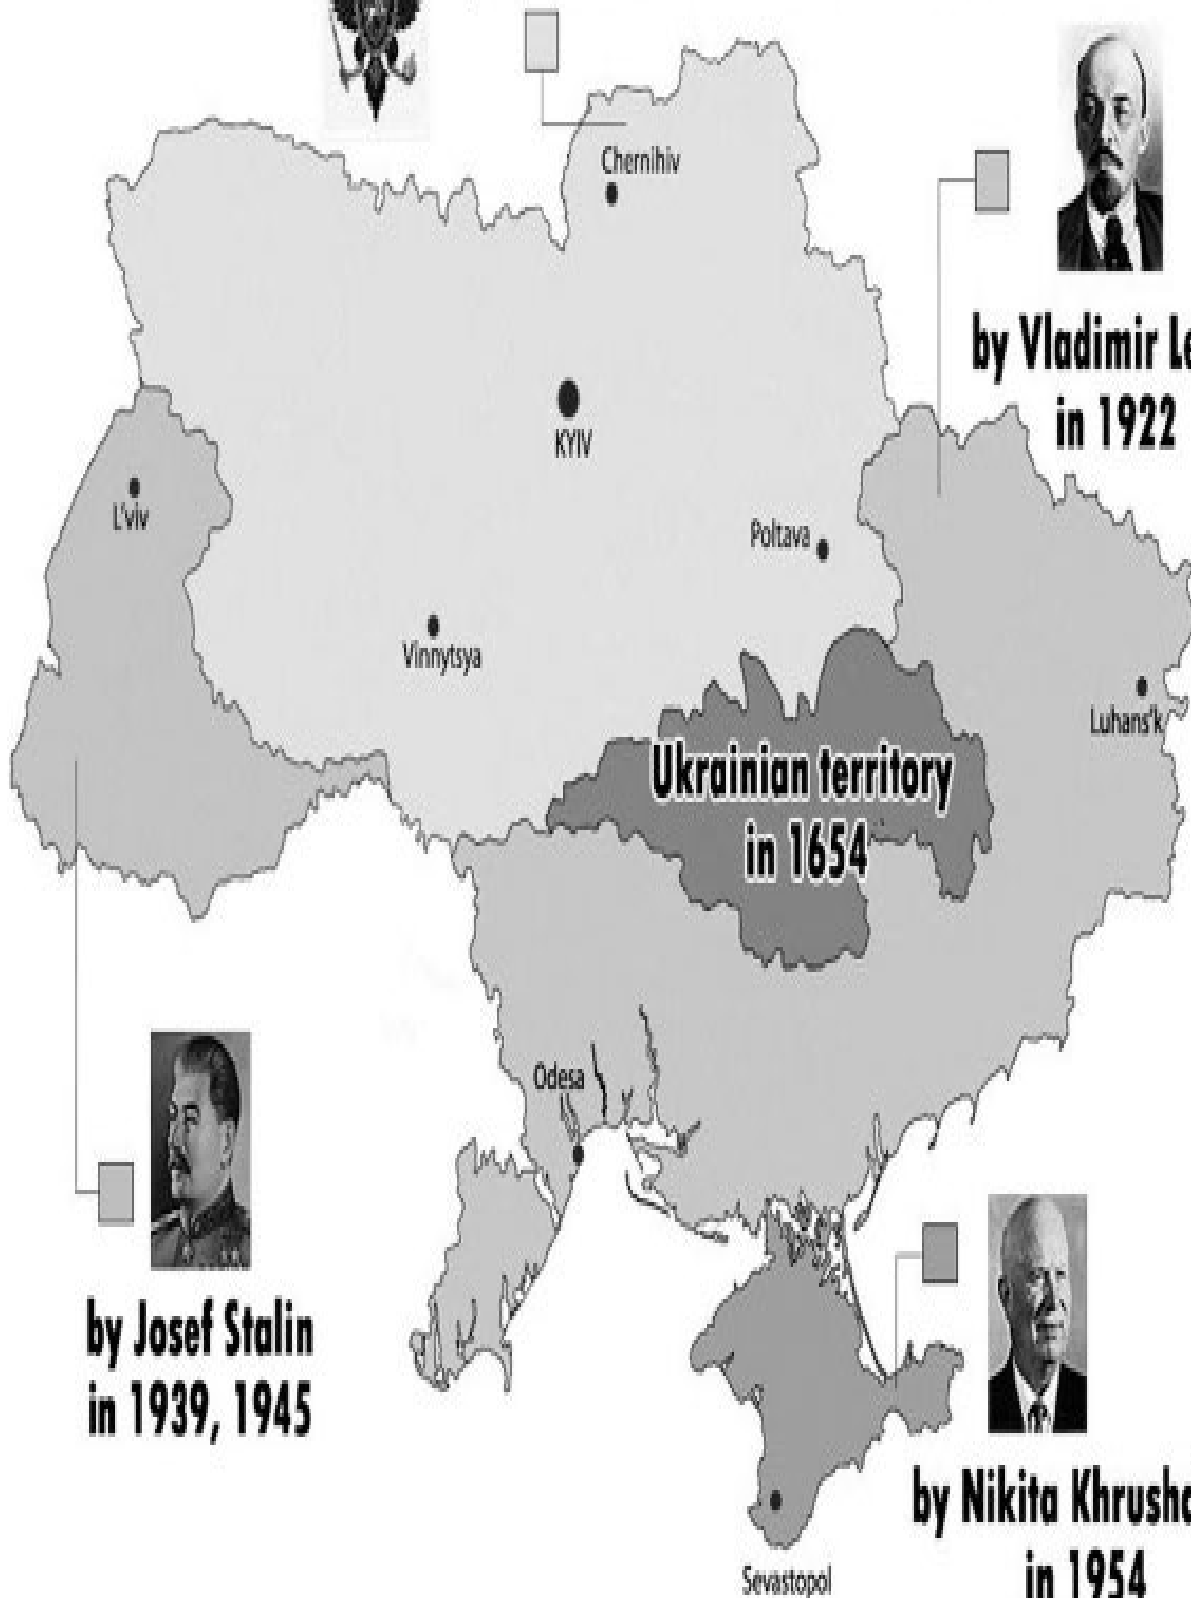 Chernihiv
by Vladimir Le
in 1922
KYIV
L'viv
Poltava
Vinnytsya
Luhans'k
Ukrainian territory
in 1654
Odesa
by Josef Stalin
in 1939, 1945
by Nikita Khrushc
in 1954
Sevastopol